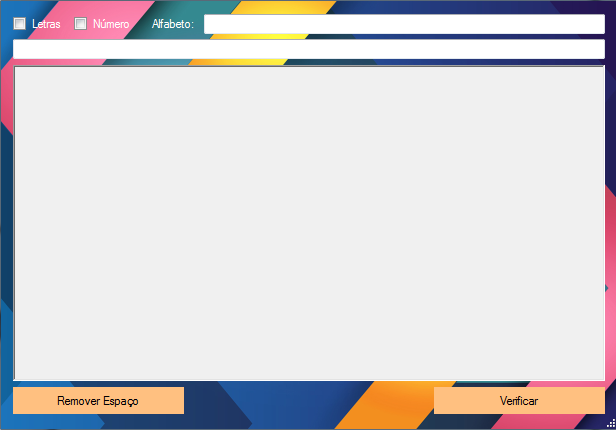 Letras Número Alfabeto:
Remover Espaço Verificar